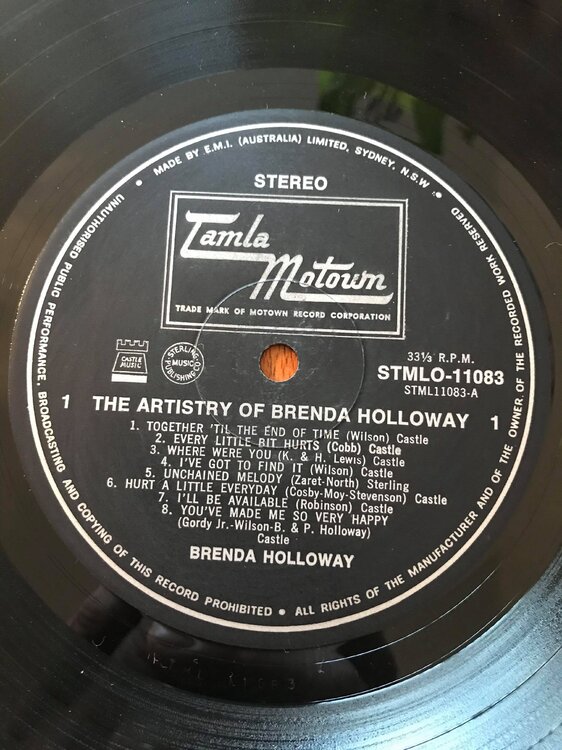 MADE BY E.M.I. (AUSTRALIA) LIMITED, SYDNEY, N.S.W.
STEREO
Tamla
Motown
TRADE MARK OF MOTOWN RECORD CORPORATION
CASTLE
MUSIC
STERLING
MUSIC
PUBLISHING CO
33⅓ R.P.M.
STMLO-11083
STML11083-A
1 THE ARTISTRY OF BRENDA HOLLOWAY 1
1. TOGETHER 'TIL THE END OF TIME (Wilson) Castle
2. EVERY LITTLE BIT HURTS (Cobb) Castle
3. WHERE WERE YOU (K. & H. Lewis) Castle
4. I'VE GOT TO FIND IT (Wilson) Castle
5. UNCHAINED MELODY (Zaret-North) Sterling
6. HURT A LITTLE EVERYDAY (Cosby-Moy-Stevenson) Castle
7. I'LL BE AVAILABLE (Robinson) Castle
8. YOU'VE MADE ME SO VERY HAPPY
(Gordy Jr.-Wilson-B. & P. Holloway)
Castle
BRENDA HOLLOWAY
UNAUTHORISED PUBLIC PERFORMANCE, BROADCASTING AND COPYING OF THIS RECORD PROHIBITED • ALL RIGHTS OF THE MANUFACTURER AND OF THE OWNER OF THE RECORDED WORK RESERVED